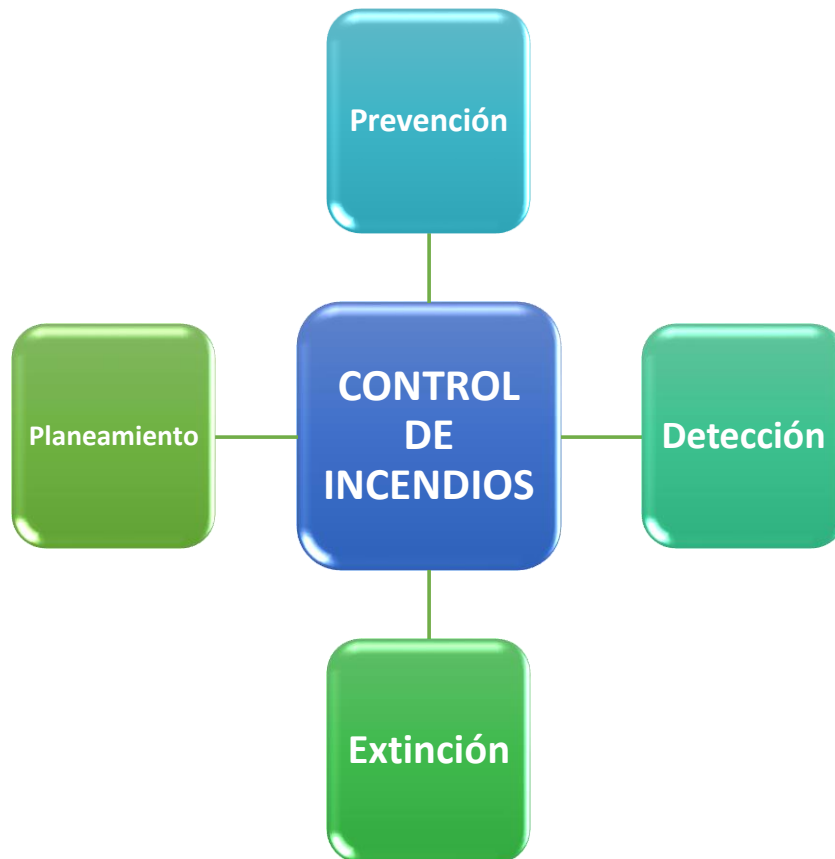 Prevención
Planeamiento
CONTROL
DE
INCENDIOS
Detección
Extinción